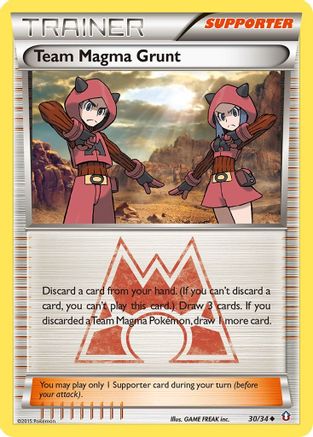 TRAINER
SUPPORTER
Team Magma Grunt
Discard a card from your hand. (If you can't discard a
card, you can't play this card.) Draw 3 cards. If you
discarded a Team Magma Pokémon, draw 1 more card.
You may play only 1 Supporter card during your turn (before
your attack).
©2015 Pokémon
Illus. GAME FREAK inc.
30/34